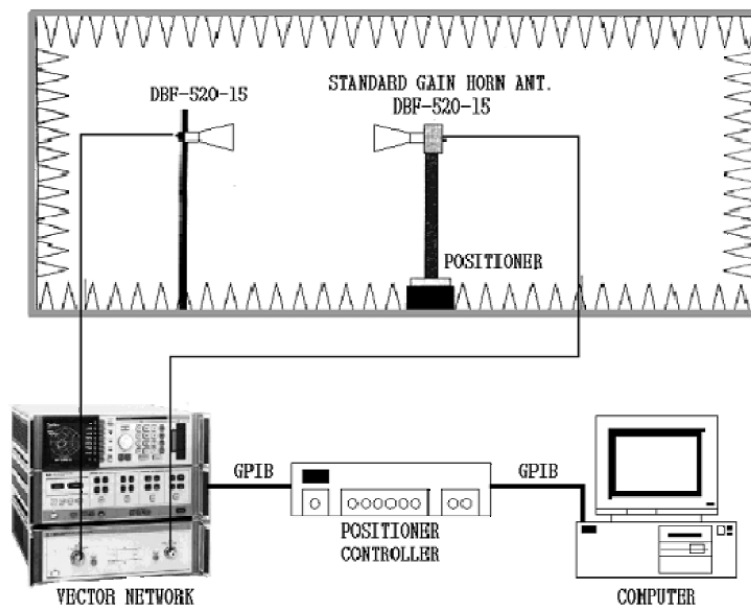 DBF-520-15
STANDARD GAIN HORN ANT.
DBF-520-15
POSITIONER
GPIB
GPIB
POSITIONER
CONTROLLER
VECTOR NETWORK
COMPUTER